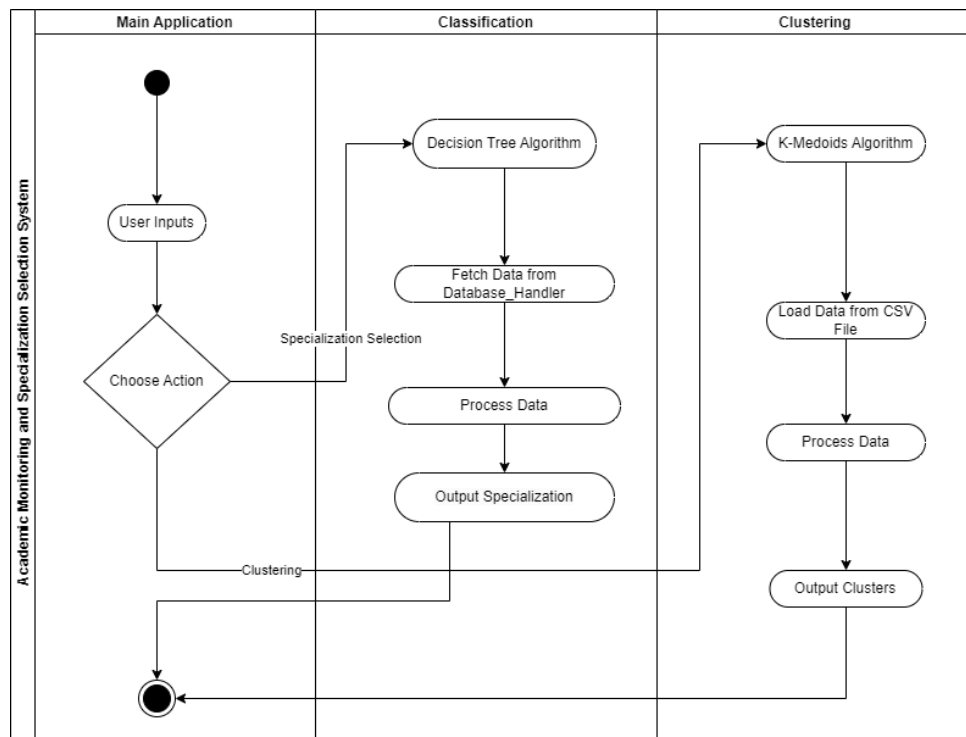 Academic Monitoring and Specialization Selection System
Main Application
Classification
Clustering
User Inputs
Choose Action
Specialization Selection
Clustering
Decision Tree Algorithm
Fetch Data from
Database_Handler
Process Data
Output Specialization
K-Medoids Algorithm
Load Data from CSV
File
Process Data
Output Clusters